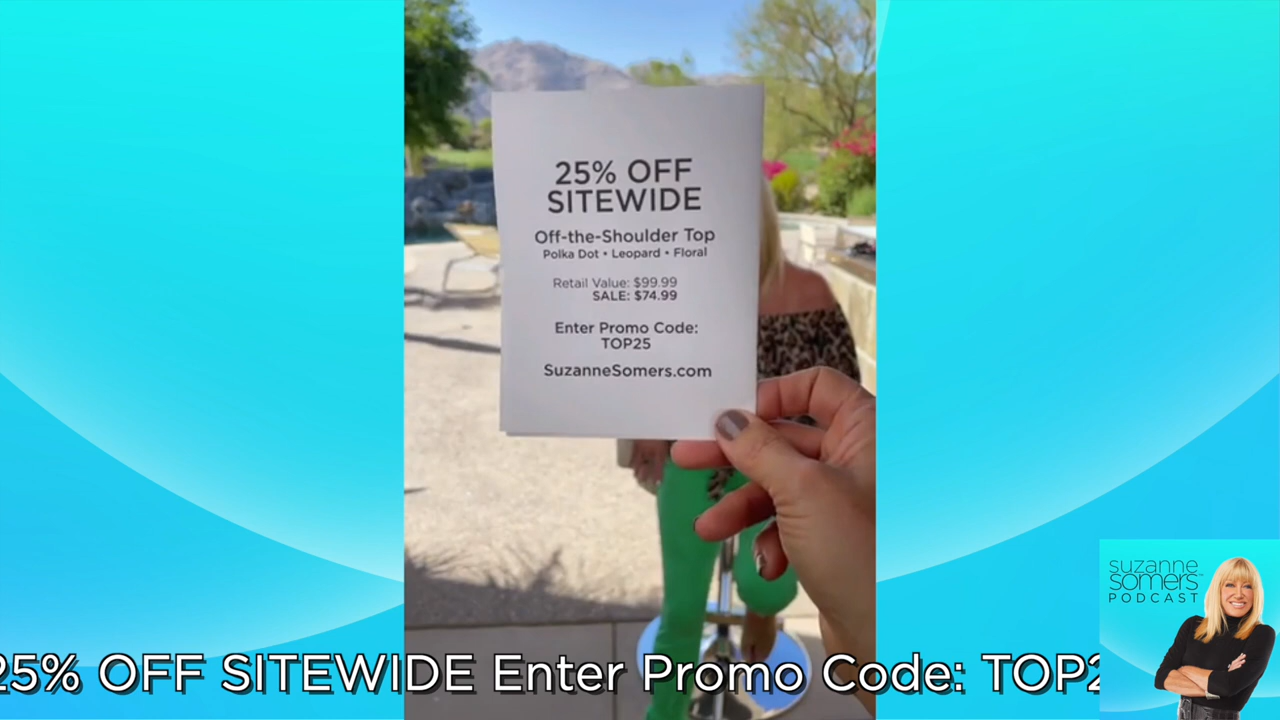 25% OFF
SITEWIDE
Off-the-Shoulder Top
Polka Dot • Leopard • Floral
Retail Value: $99.99
SALE: $74.99
Enter Promo Code:
TOP25
SuzanneSomers.com
suzanne
somers
PODCAST
25% OFF SITEWIDE Enter Promo Code: TOP2